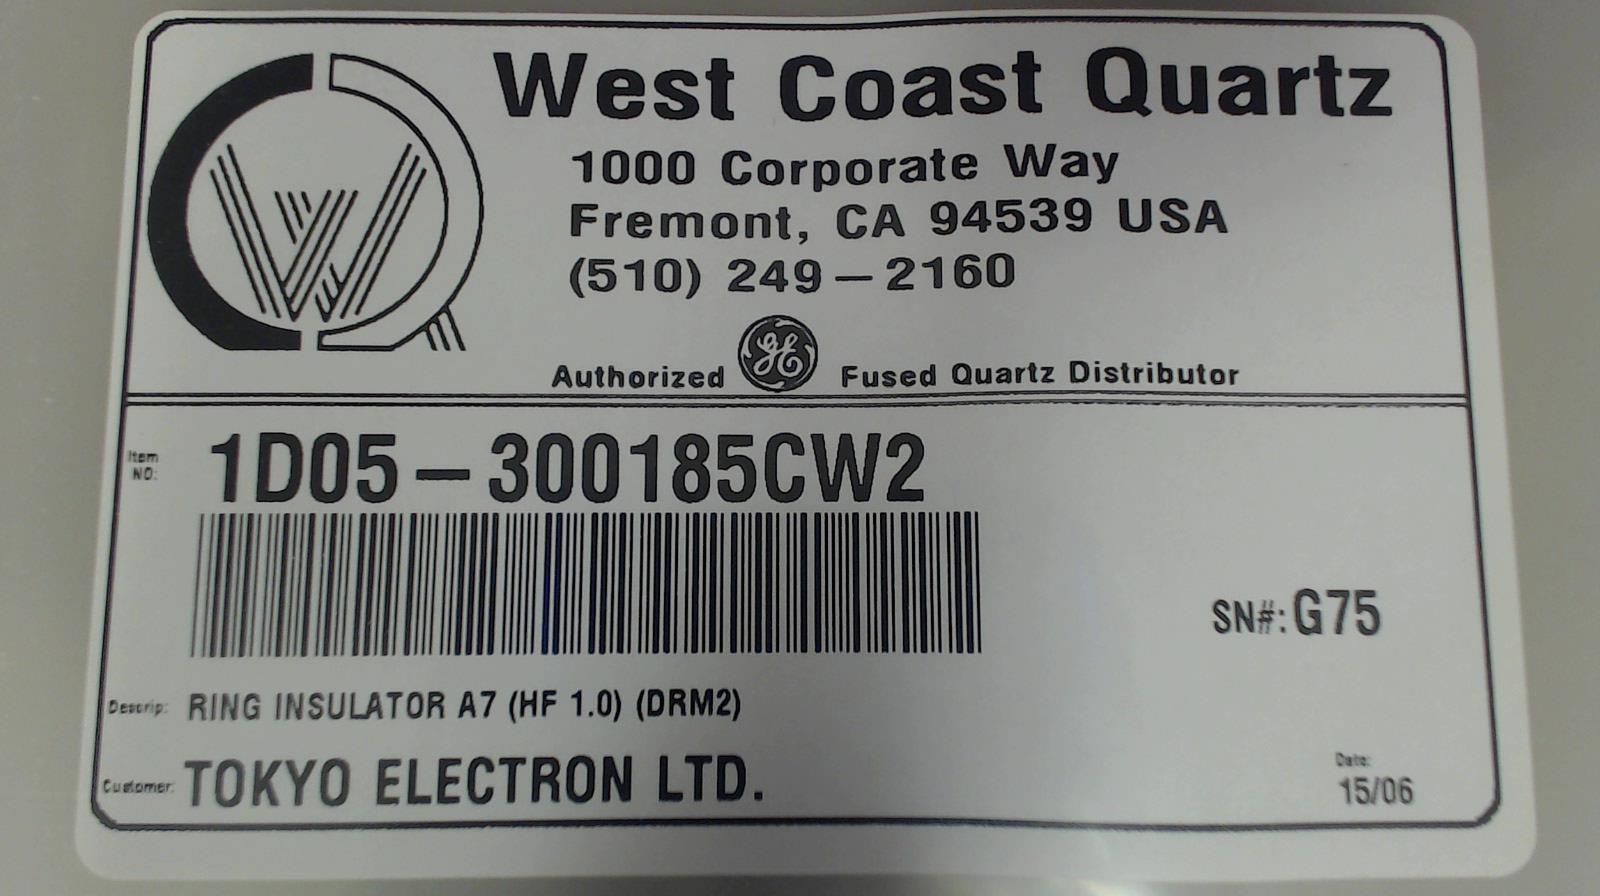 West Coast Quartz
1000 Corporate Way
Fremont, CA 94539 USA
(510) 249-2160
Authorized GE Fused Quartz Distributor
Item NO: 1D05-300185CW2
SN#: G75
Descrip: RING INSULATOR A7 (HF 1.0) (DRM2)
Customer: TOKYO ELECTRON LTD.
Date:
15/06